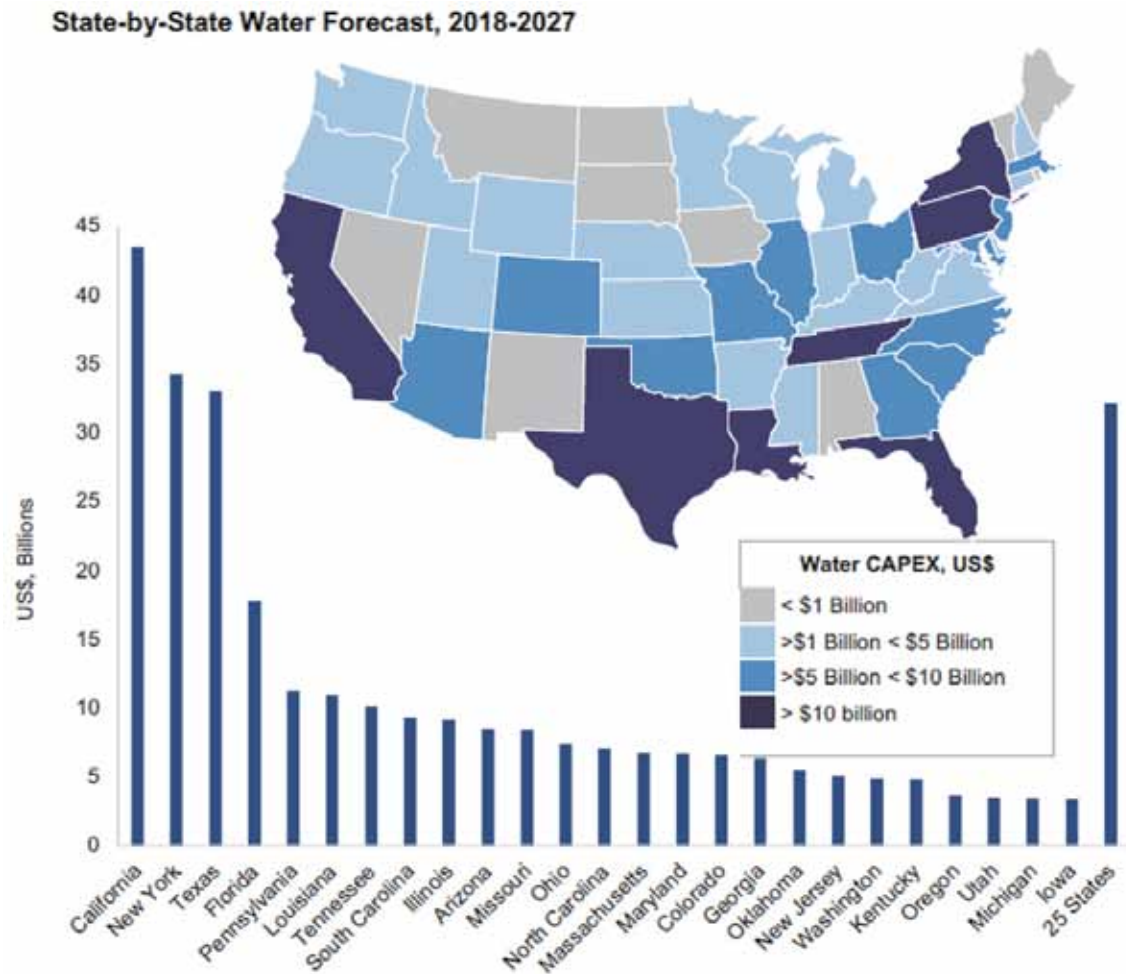 State-by-State Water Forecast, 2018-2027
45
40
35
30
25
20
15
10
5
0
US$, Billions
Water CAPEX, US$
< $1 Billion
>$1 Billion < $5 Billion
>$5 Billion < $10 Billion
> $10 billion
California
New York
Texas
Florida
Pennsylvania
Louisiana
Tennessee
South Carolina
Illinois
Arizona
Missouri
Ohio
North Carolina
Massachusetts
Maryland
Colorado
Georgia
Oklahoma
New Jersey
Washington
Kentucky
Oregon
Utah
Michigan
Iowa
25 States